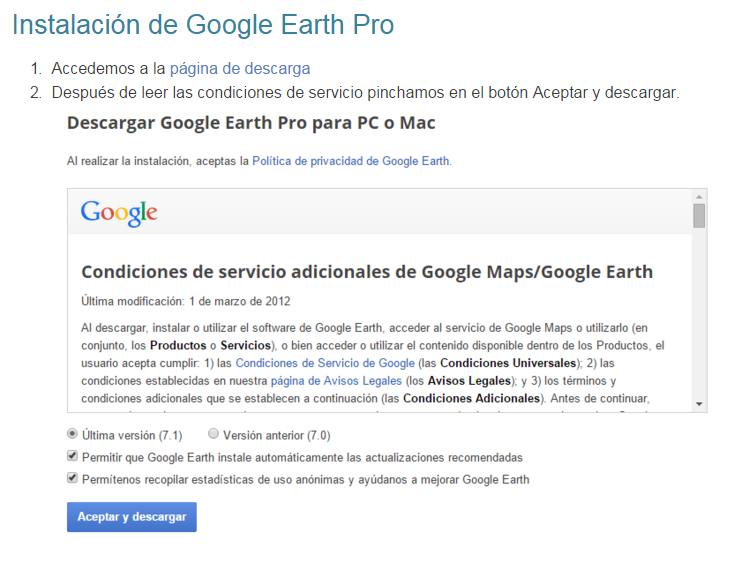 Instalación de Google Earth Pro
1. Accedemos a la página de descarga
2. Después de leer las condiciones de servicio pinchamos en el botón Aceptar y descargar.
Descargar Google Earth Pro para PC o Mac
Al realizar la instalación, aceptas la Política de privacidad de Google Earth.
Google
Condiciones de servicio adicionales de Google Maps/Google Earth
Última modificación: 1 de marzo de 2012
Al descargar, instalar o utilizar el software de Google Earth, acceder al servicio de Google Maps o utilizarlo (en
conjunto, los Productos o Servicios), o bien acceder o utilizar el contenido disponible dentro de los Productos, el
usuario acepta cumplir: 1) las Condiciones de Servicio de Google (las Condiciones Universales); 2) las
condiciones establecidas en nuestra página de Avisos Legales (los Avisos Legales); y 3) los términos y
condiciones adicionales que se establecen a continuación (las Condiciones Adicionales). Antes de continuar,
Última versión (7.1) Versión anterior (7.0)
Permitir que Google Earth instale automáticamente las actualizaciones recomendadas
Permítenos recopilar estadísticas de uso anónimas y ayúdanos a mejorar Google Earth
Aceptar y descargar